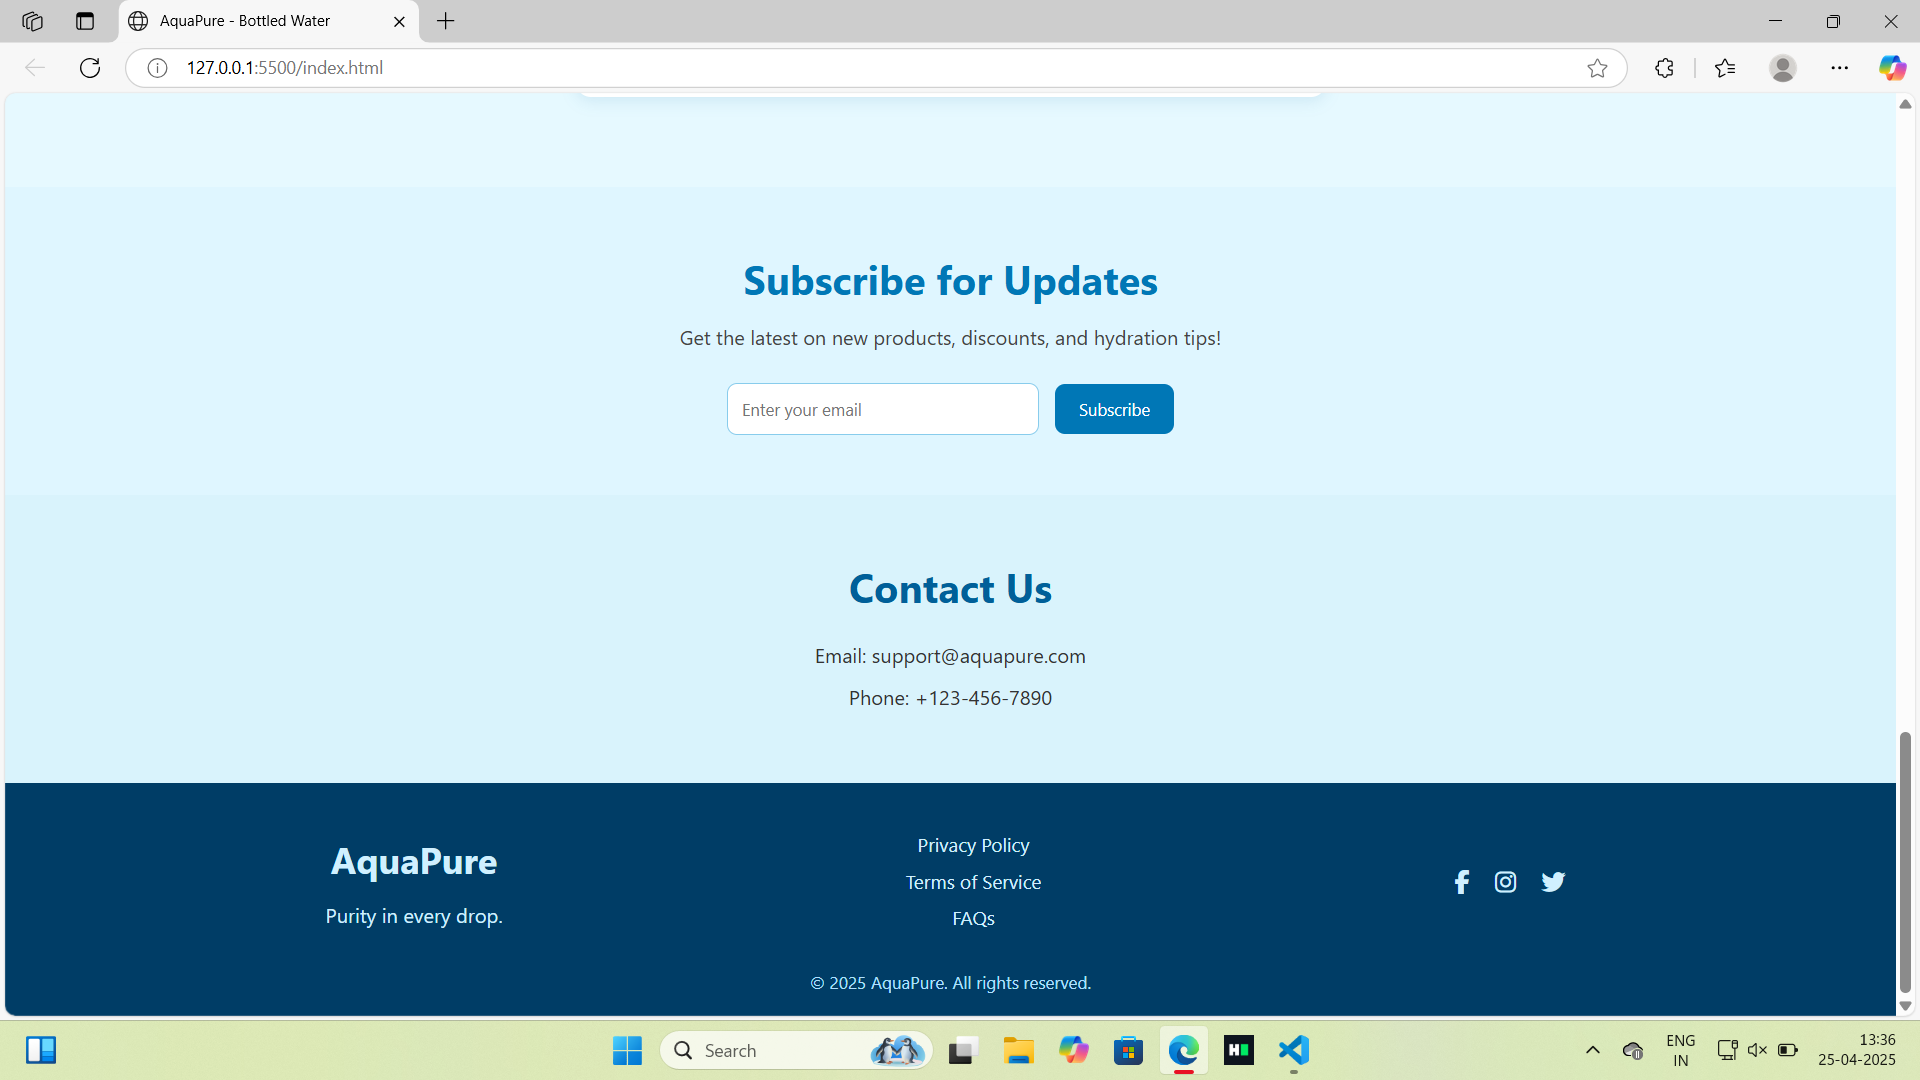 AquaPure - Bottled Water
127.0.0.1:5500/index.html
Subscribe for Updates
Get the latest on new products, discounts, and hydration tips!
Enter your email
Subscribe
Contact Us
Email: support@aquapure.com
Phone: +123-456-7890
AquaPure
Purity in every drop.
Privacy Policy
Terms of Service
FAQs
© 2025 AquaPure. All rights reserved.
Search
ENG
IN
13:36
25-04-2025